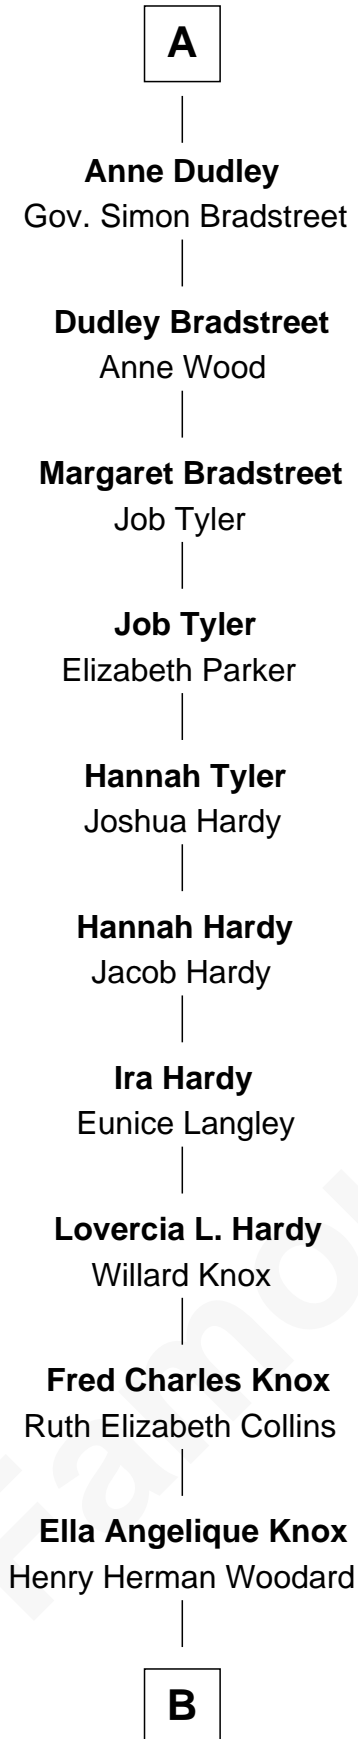 A
Anne Dudley
Gov. Simon Bradstreet
Dudley Bradstreet
Anne Wood
Margaret Bradstreet
Job Tyler
Job Tyler
Elizabeth Parker
Hannah Tyler
Joshua Hardy
Hannah Hardy
Jacob Hardy
Ira Hardy
Eunice Langley
Lovercia L. Hardy
Willard Knox
Fred Charles Knox
Ruth Elizabeth Collins
Ella Angelique Knox
Henry Herman Woodard
B